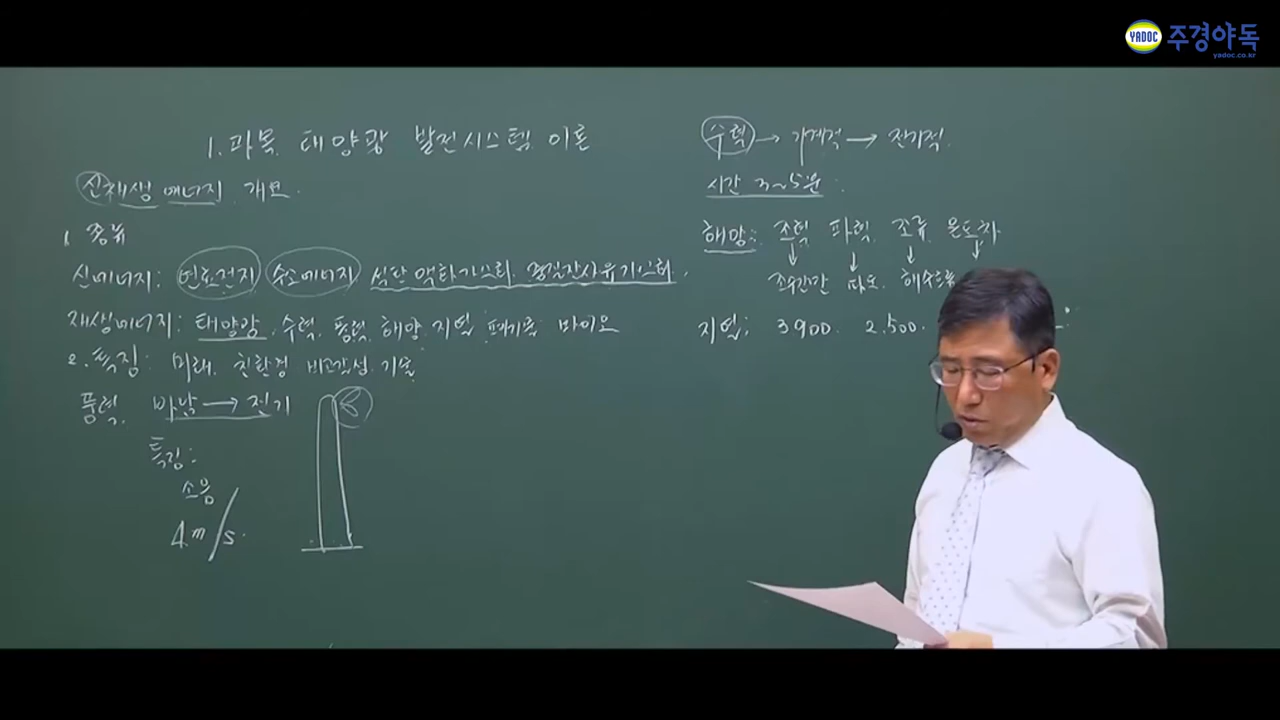 YADOC 주경야독
yadoc.co.kr
1. 과목. 태양광 발전시스템 이론
신재생 에너지 개요.
1. 종류
신에너지: 연료전지 수소에너지 석탄액화가스화. 중질잔사유가스화.
재생에너지: 태양광, 수력, 풍력, 해양, 지열, 폐기물 바이오
2. 특징: 미래. 친환경 비고갈성 기술
풍력. 바람 → 전기
특징:
소음
4m/s.
수력 → 기계적 → 전기적.
시간 3~5분.
해양: 조력 파력. 조류. 온도차
조수간만 파도. 해수
지열: 3900. 2.500.